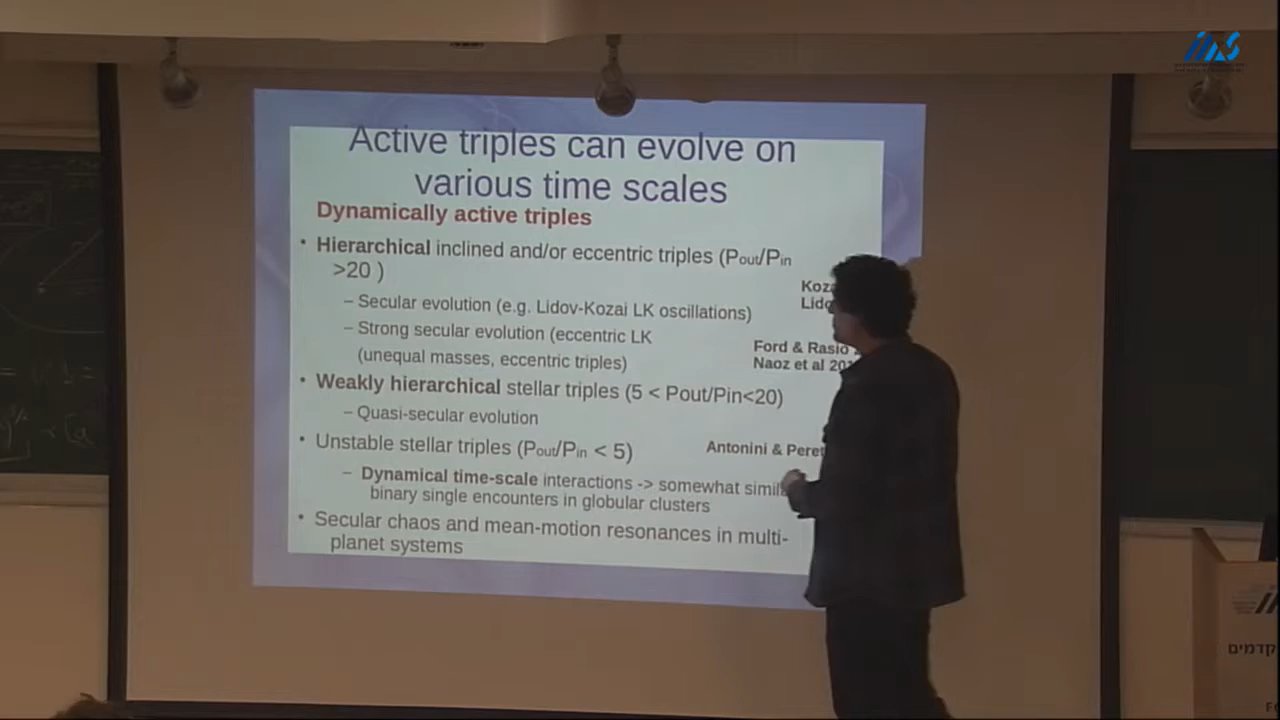 Active triples can evolve on
various time scales
Dynamically active triples
• Hierarchical inclined and/or eccentric triples (Pout/Pin
>20 )
– Secular evolution (e.g. Lidov-Kozai LK oscillations)
– Strong secular evolution (eccentric LK
(unequal masses, eccentric triples)
Ford & Rasio
Naoz et al
• Weakly hierarchical stellar triples (5 < Pout/Pin<20)
– Quasi-secular evolution
• Unstable stellar triples (Pout/Pin < 5)
Antonini &
– Dynamical time-scale interactions -> somewhat
binary single encounters in globular clusters
• Secular chaos and mean-motion resonances in multi-
planet systems